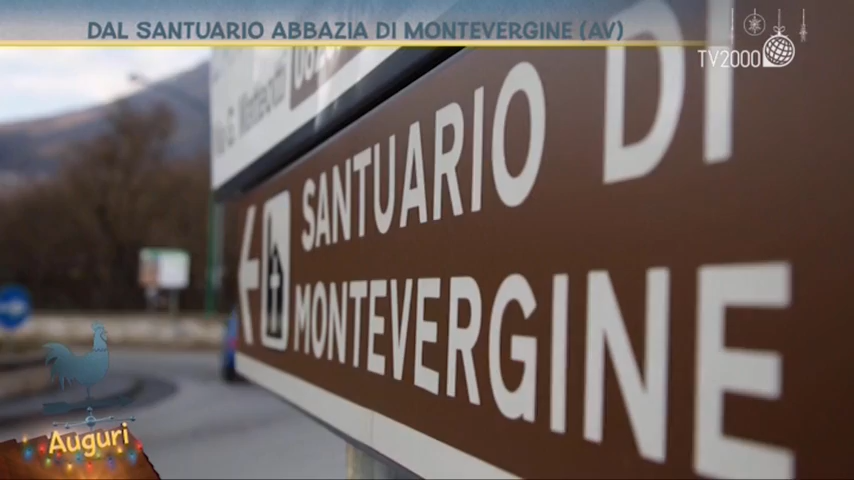 DAL SANTUARIO ABBAZIA DI MONTEVERGINE (AV)
TV2000
SANTUARIO DI
MONTEVERGINE
Auguri